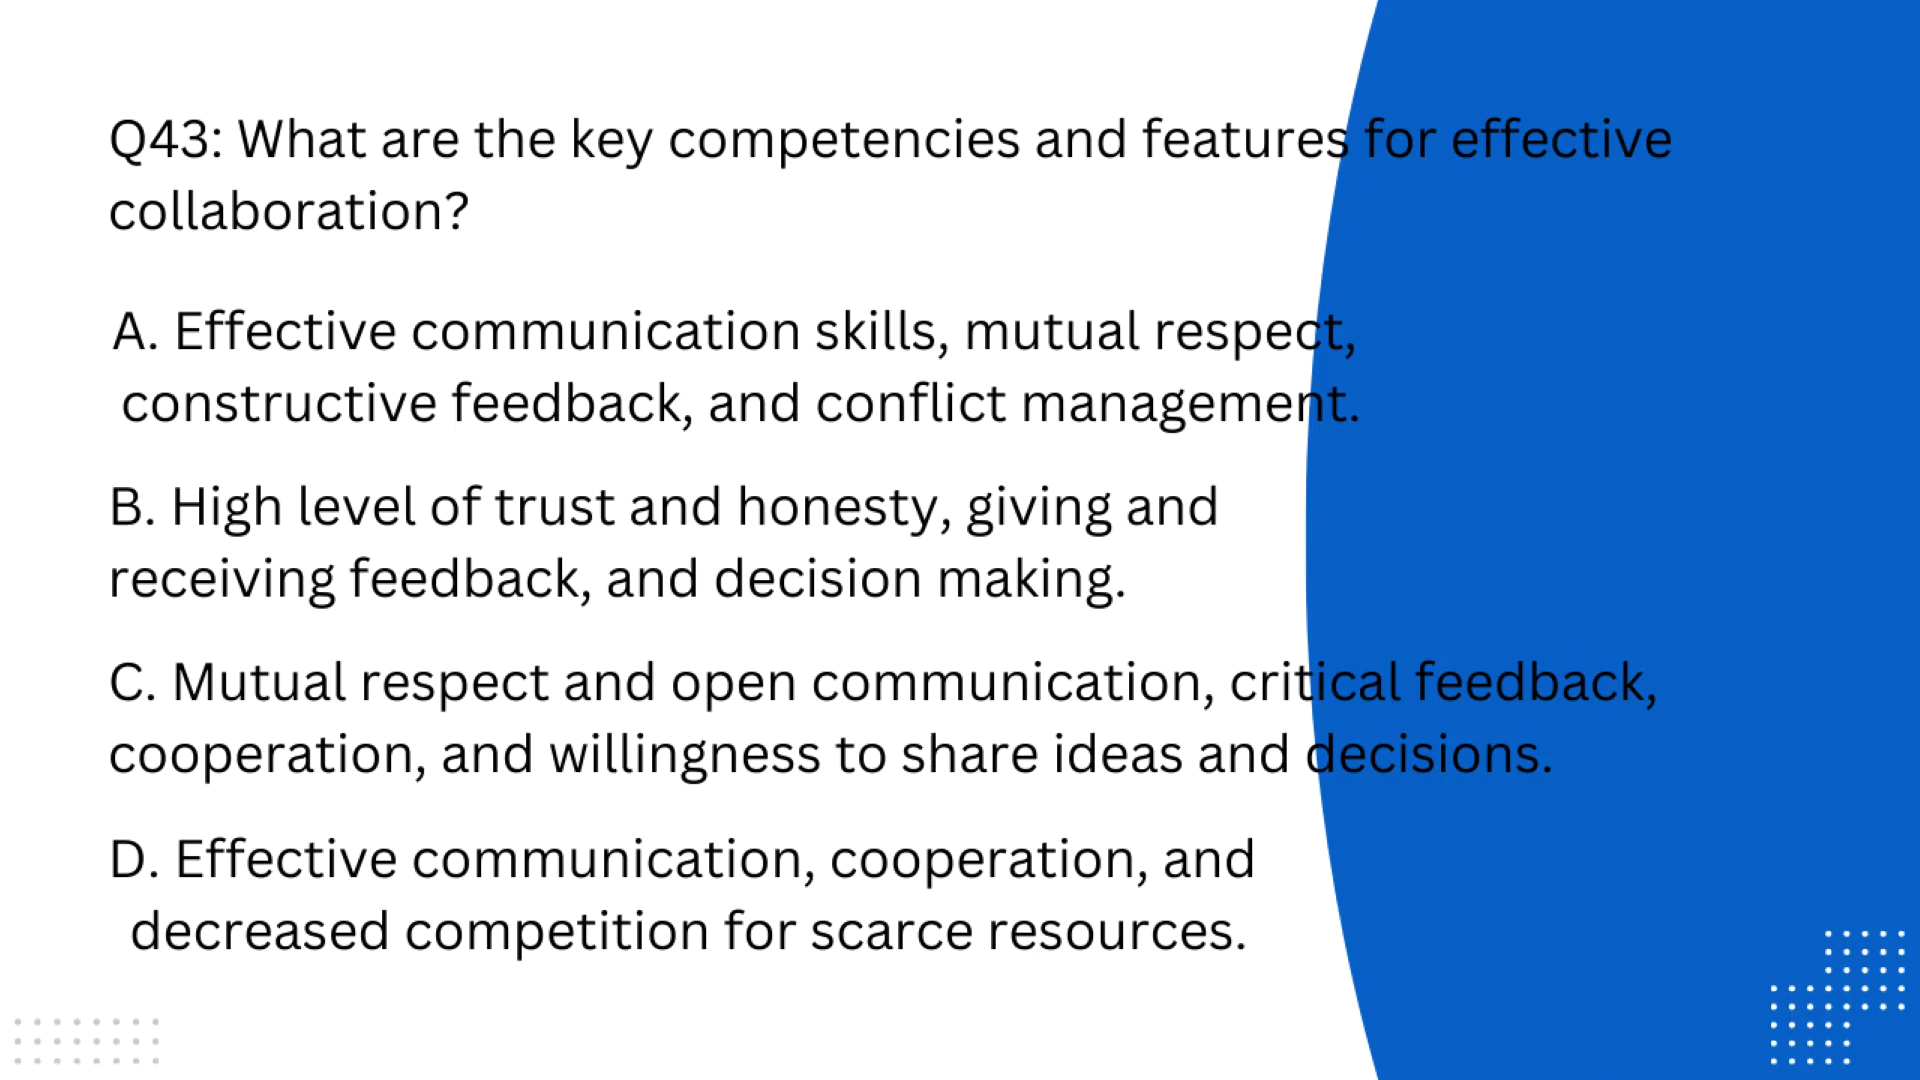 Q43: What are the key competencies and features for effective
collaboration?
A. Effective communication skills, mutual respect,
constructive feedback, and conflict management.
B. High level of trust and honesty, giving and
receiving feedback, and decision making.
C. Mutual respect and open communication, critical feedback,
cooperation, and willingness to share ideas and decisions.
D. Effective communication, cooperation, and
decreased competition for scarce resources.